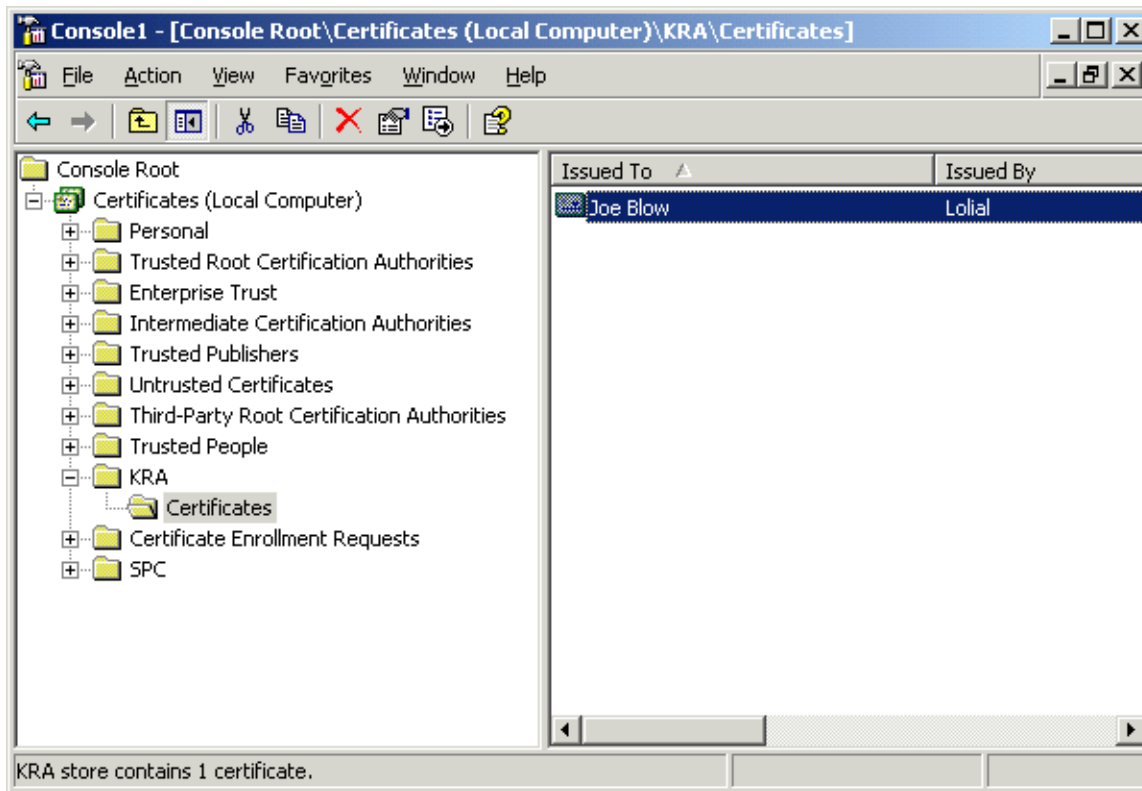 Console1 - [Console Root\Certificates (Local Computer)\KRA\Certificates]
File Action View Favorites Window Help
Console Root
Certificates (Local Computer)
Personal
Trusted Root Certification Authorities
Enterprise Trust
Intermediate Certification Authorities
Trusted Publishers
Untrusted Certificates
Third-Party Root Certification Authorities
Trusted People
KRA
Certificates
Certificate Enrollment Requests
SPC
Issued To Issued By
Joe Blow Lolial
KRA store contains 1 certificate.